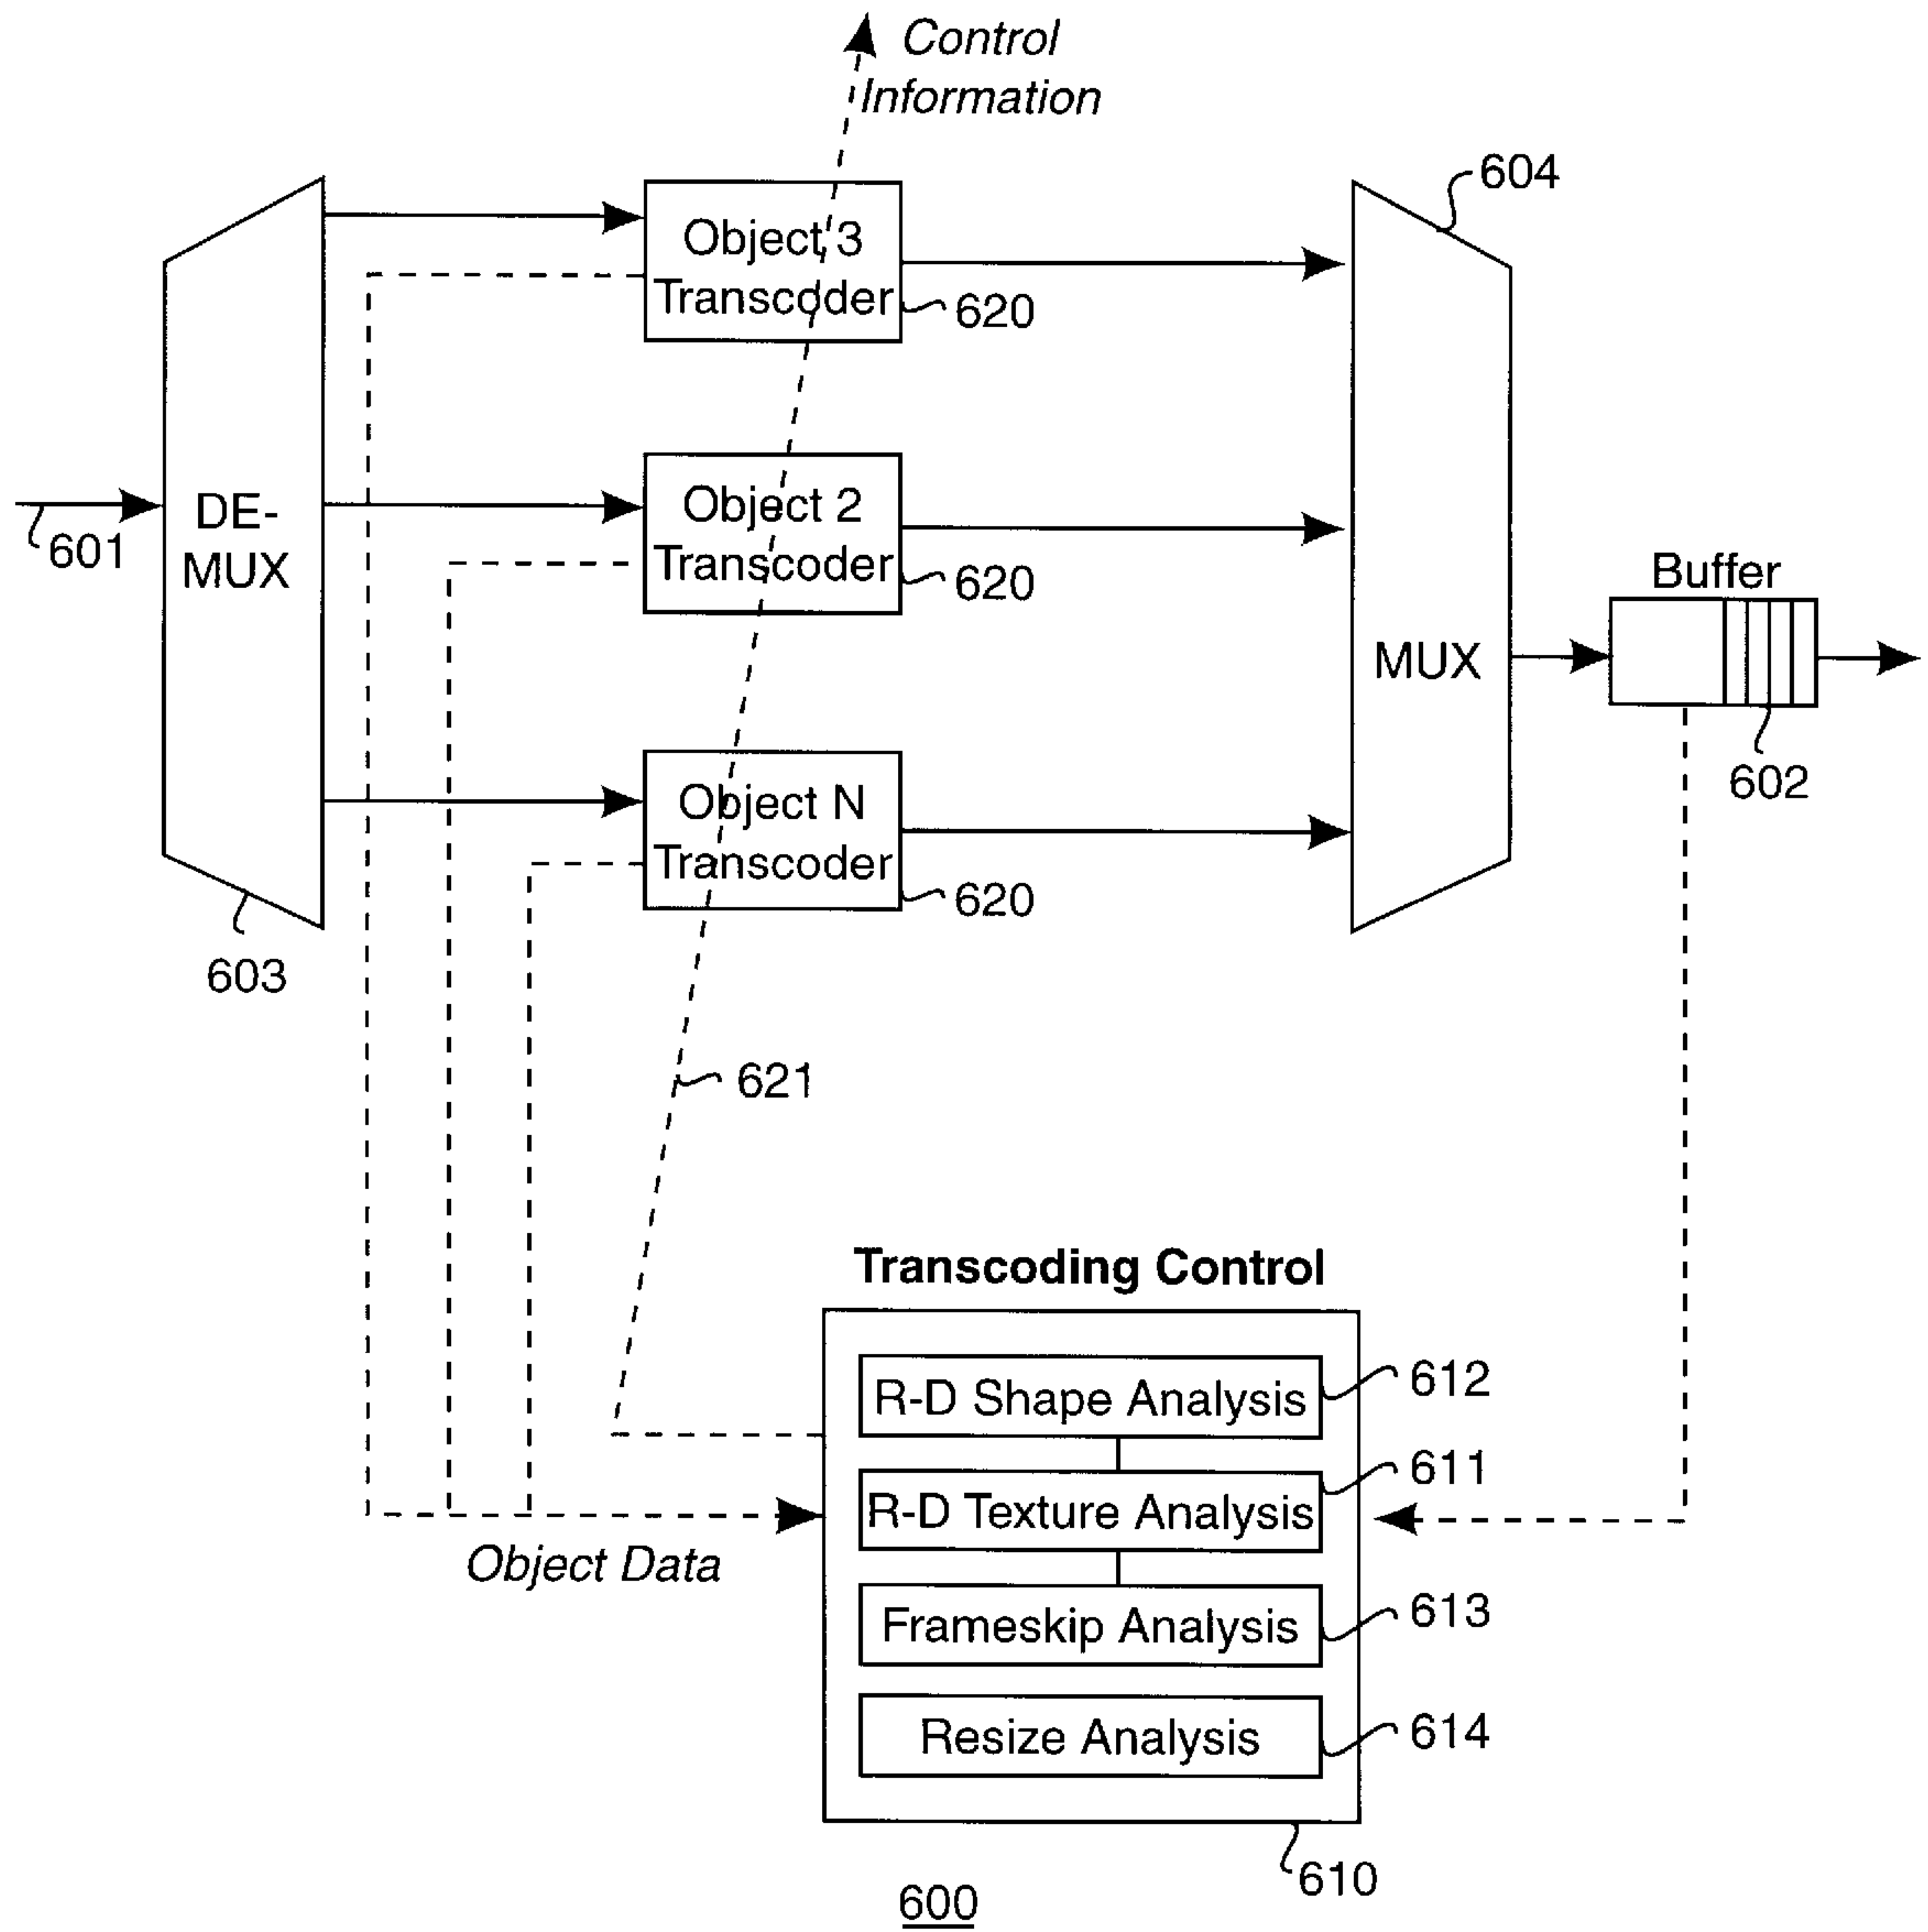 Control
Information
604
Object 3
Transcoder
620
601
DE-
MUX
Object 2
Transcoder
620
Buffer
MUX
602
Object N
Transcoder
620
603
621
Transcoding Control
R-D Shape Analysis
612
R-D Texture Analysis
611
Object Data
Frameskip Analysis
613
Resize Analysis
614
610
600